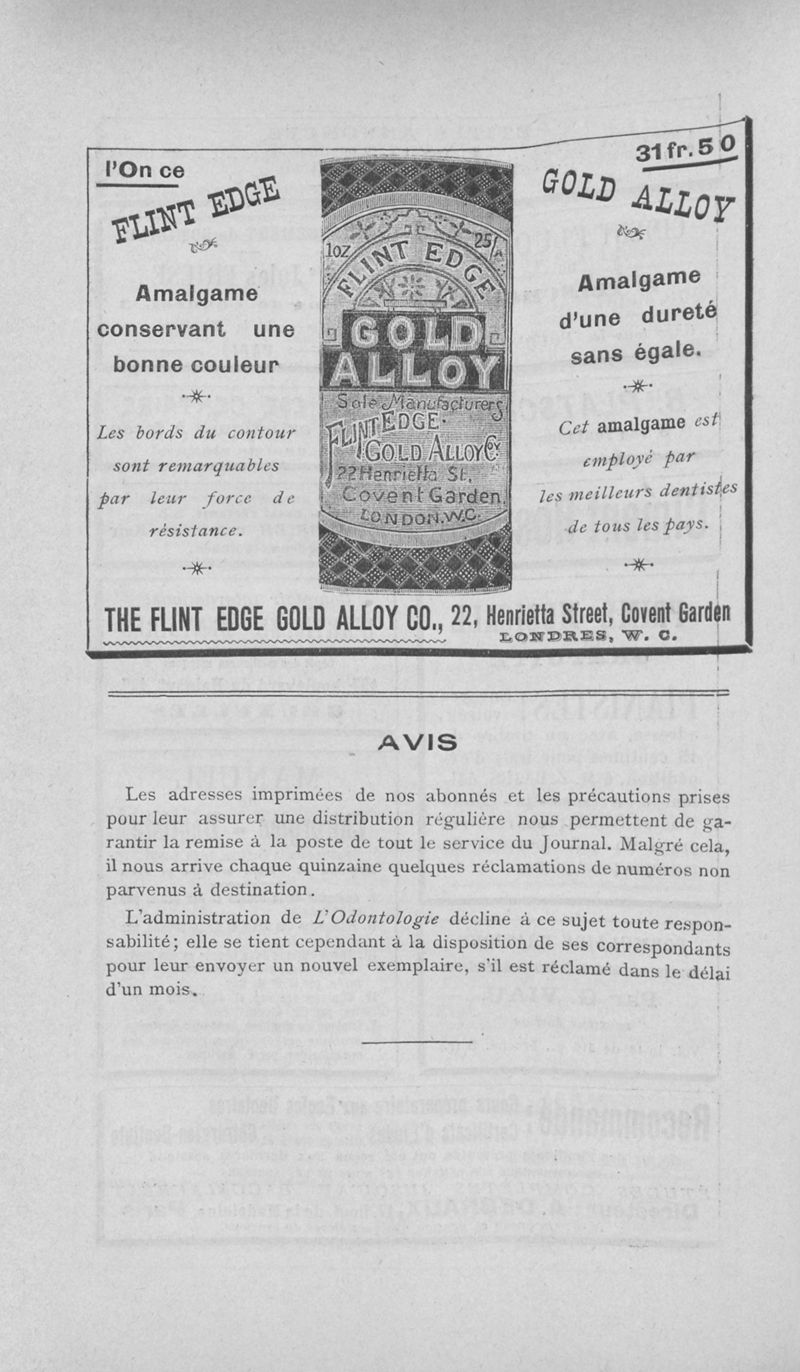 l'On ce
FLINT EDGE
Amalgame
conservant une
bonne couleur
Les bords du contour
sont remarquables
par leur force de
résistance.
1oz
25/
FLINT EDGE
GOLD
ALLOY
Sole Manufacturers
FLINT EDGE
GOLD ALLOY Cy
22 Henrietta St.
Covent Garden.
LONDON.W.C.
31 fr. 50
GOLD ALLOY
Amalgame
d'une dureté
sans égale.
Cet amalgame est
employé par
les meilleurs dentistes
de tous les pays.
THE FLINT EDGE GOLD ALLOY CO., 22, Henrietta Street, Covent Garden
LONDRES, W. C.
AVIS
Les adresses imprimées de nos abonnés et les précautions prises
pour leur assurer une distribution régulière nous permettent de ga-
rantir la remise à la poste de tout le service du Journal. Malgré cela,
il nous arrive chaque quinzaine quelques réclamations de numéros non
parvenus à destination.
L'administration de L'Odontologie décline à ce sujet toute respon-
sabilité; elle se tient cependant à la disposition de ses correspondants
pour leur envoyer un nouvel exemplaire, s'il est réclamé dans le délai
d'un mois.